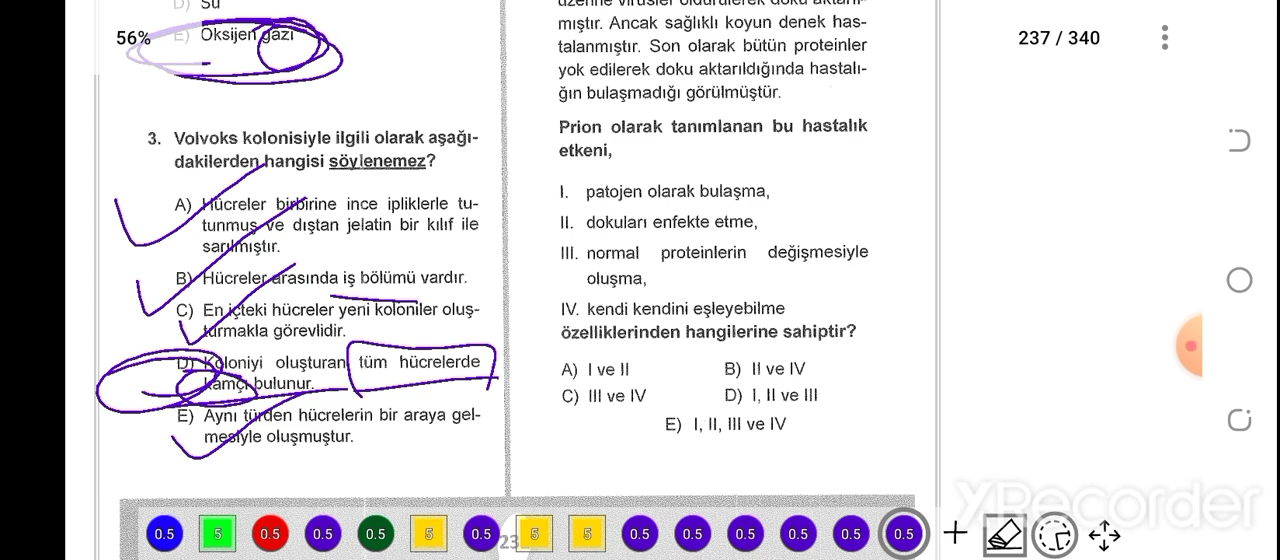 D) Su
56%
E) Oksijen gazı
3. Volvoks kolonisiyle ilgili olarak aşağı-
dakilerden hangisi söylenemez?
A) Hücreler birbirine ince ipliklerle tu-
tunmuş ve dıştan jelatin bir kılıf ile
sarılmıştır.
B) Hücreler arasında iş bölümü vardır.
C) En içteki hücreler yeni koloniler oluş-
turmakla görevlidir.
D) Koloniyi oluşturan tüm hücrelerde
kamçı bulunur.
E) Aynı türden hücrelerin bir araya gel-
mesiyle oluşmuştur.
mıştır. Ancak sağlıklı koyun denek has-
talanmıştır. Son olarak bütün proteinler
yok edilerek doku aktarıldığında hastalı-
ğın bulaşmadığı görülmüştür.
Prion olarak tanımlanan bu hastalık
etkeni,
I. patojen olarak bulaşma,
II. dokuları enfekte etme,
III. normal proteinlerin değişmesiyle
oluşma,
IV. kendi kendini eşleyebilme
özelliklerinden hangilerine sahiptir?
A) I ve II B) II ve IV
C) III ve IV D) I, II ve III
E) I, II, III ve IV
237 / 340
0.5 5 0.5 0.5 0.5 5 0.5 23 5 5 0.5 0.5 0.5 0.5 0.5 0.5
XRecorder